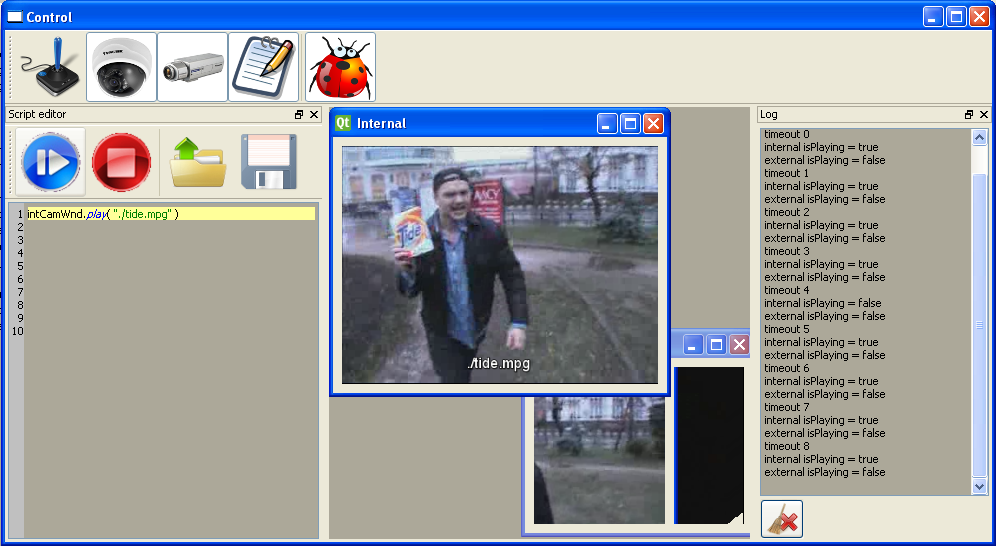 Control
Script editor
1 intCamWnd.play( "./tide.mpg" )
2
3
4
5
6
7
8
9
10
Qt Internal
Tide
./tide.mpg
Log
timeout 0
internal isPlaying = true
external isPlaying = false
timeout 1
internal isPlaying = true
external isPlaying = false
timeout 2
internal isPlaying = true
external isPlaying = false
timeout 3
internal isPlaying = true
external isPlaying = false
timeout 4
internal isPlaying = false
external isPlaying = false
timeout 5
internal isPlaying = true
external isPlaying = false
timeout 6
internal isPlaying = true
external isPlaying = false
timeout 7
internal isPlaying = true
external isPlaying = false
timeout 8
internal isPlaying = true
external isPlaying = false